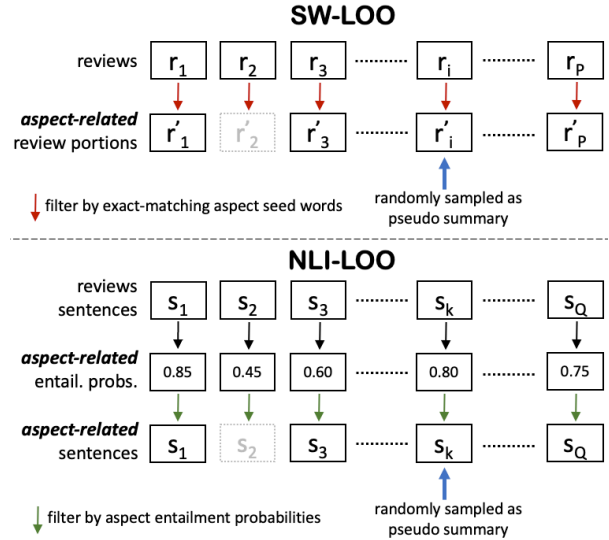 SW-LOO
reviews r1 r2 r3 ........... ri ........... rP
aspect-related
review portions r′1 r′2 r′3 ........... r′i ........... r′P
filter by exact-matching aspect seed words
randomly sampled as
pseudo summary
NLI-LOO
reviews
sentences s1 s2 s3 ........... sk ........... sQ
aspect-related
entail. probs. 0.85 0.45 0.60 ........... 0.80 ........... 0.75
aspect-related
sentences s1 s2 s3 ........... sk ........... sQ
filter by aspect entailment probabilities
randomly sampled as
pseudo summary